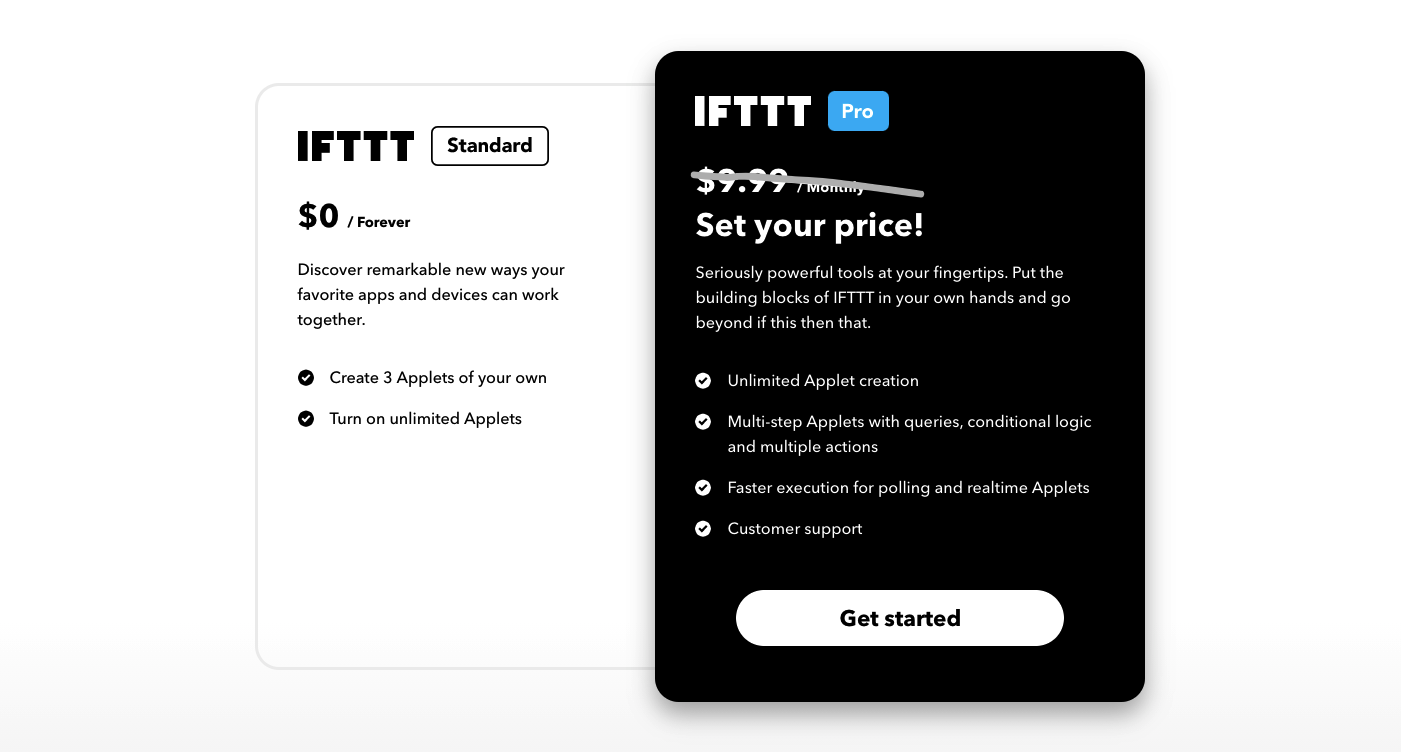 IFTTT Standard
$0 / Forever
Discover remarkable new ways your
favorite apps and devices can work
together.
Create 3 Applets of your own
Turn on unlimited Applets
IFTTT Pro
$9.99 / Monthly
Set your price!
Seriously powerful tools at your fingertips. Put the
building blocks of IFTTT in your own hands and go
beyond if this then that.
Unlimited Applet creation
Multi-step Applets with queries, conditional logic
and multiple actions
Faster execution for polling and realtime Applets
Customer support
Get started